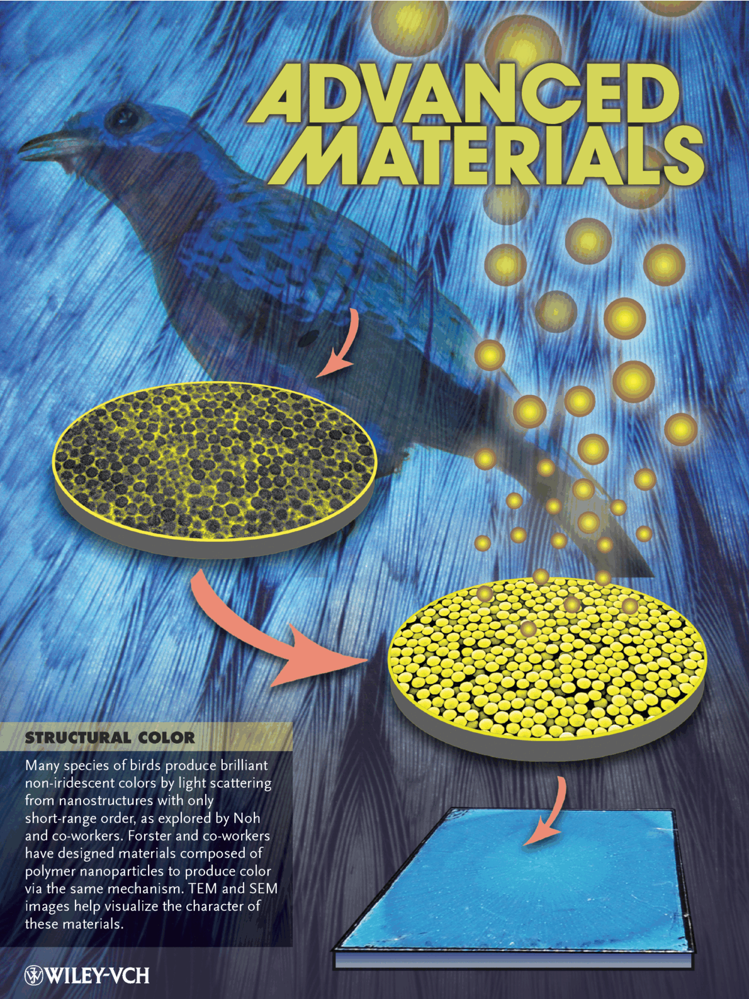 ADVANCED
MATERIALS
STRUCTURAL COLOR
Many species of birds produce brilliant
non-iridescent colors by light scattering
from nanostructures with only
short-range order, as explored by Noh
and co-workers. Forster and co-workers
have designed materials composed of
polymer nanoparticles to produce color
via the same mechanism. TEM and SEM
images help visualize the character of
these materials.
WILEY-VCH